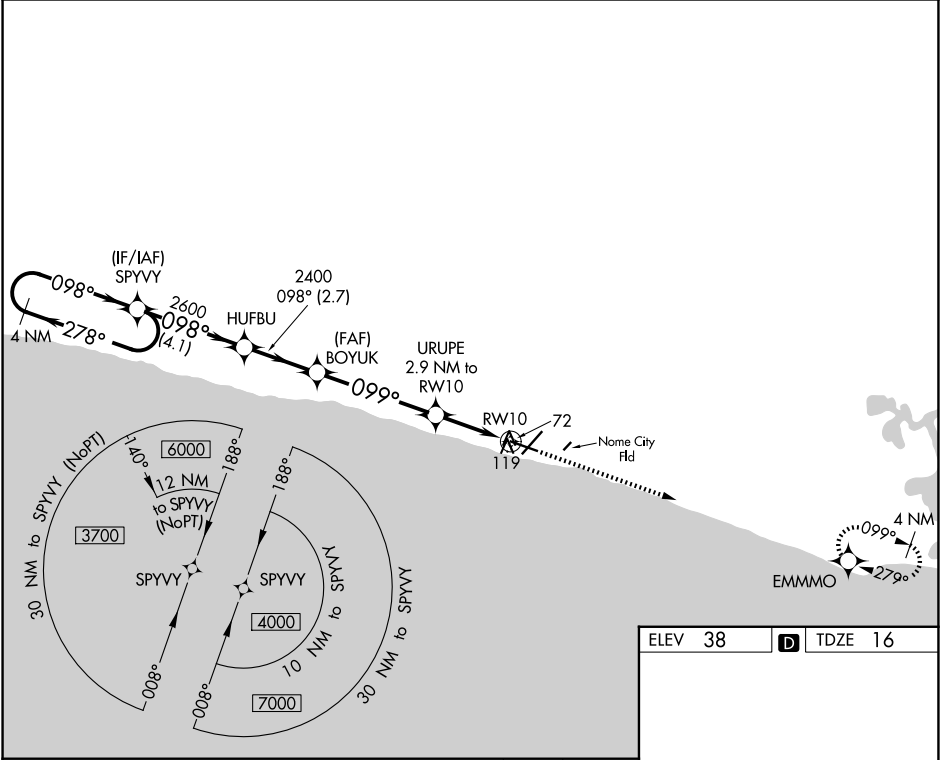 (IF/IAF)
SPYVY
098°
278°
4 NM
2600
098°
(4.1)
HUFBU
2400
098° (2.7)
(FAF)
BOYUK
099°
URUPE
2.9 NM to
RW10
RW10
72
119
Nome City
Fld
4 NM
099°
279°
EMMMO
30 NM to SPYVY (NoPT)
140°
6000
188°
12 NM
to SPYVY
(NoPT)
3700
SPYVY
008°
188°
SPYVY
4000
10 NM to SPYVY
30 NM to SPYVY
7000
008°
ELEV 38
D
TDZE 16